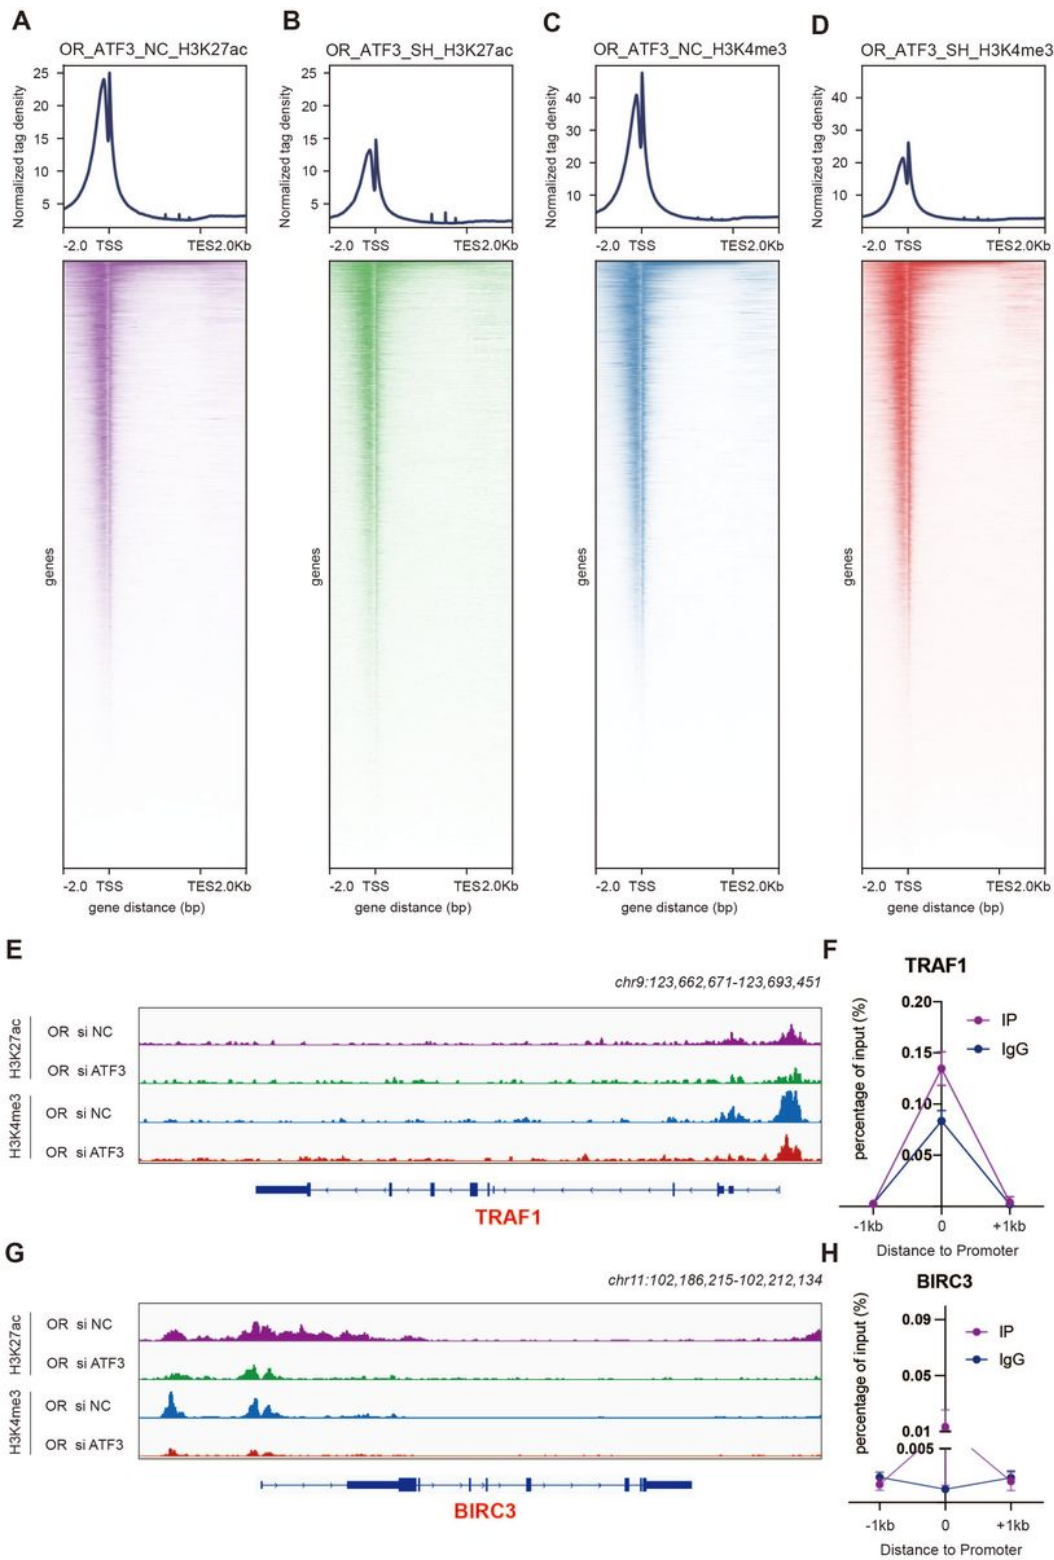 A
B
C
D
OR_ATF3_NC_H3K27ac
OR_ATF3_SH_H3K27ac
OR_ATF3_NC_H3K4me3
OR_ATF3_SH_H3K4me3
Normalized tag density
25
20
15
10
5
-2.0 TSS TES2.0Kb
Normalized tag density
25
20
15
10
5
-2.0 TSS TES2.0Kb
Normalized tag density
40
30
20
10
-2.0 TSS TES2.0Kb
Normalized tag density
40
30
20
10
-2.0 TSS TES2.0Kb
genes
-2.0 TSS TES2.0Kb
gene distance (bp)
genes
-2.0 TSS TES2.0Kb
gene distance (bp)
genes
-2.0 TSS TES2.0Kb
gene distance (bp)
genes
-2.0 TSS TES2.0Kb
gene distance (bp)
E
chr9:123,662,671-123,693,451
H3K27ac
OR si NC
OR si ATF3
H3K4me3
OR si NC
OR si ATF3
TRAF1
F
TRAF1
percentage of input (%)
0.20
0.15
0.10
0.05
IP
IgG
-1kb 0 +1kb
Distance to Promoter
G
chr11:102,186,215-102,212,134
H3K27ac
OR si NC
OR si ATF3
H3K4me3
OR si NC
OR si ATF3
BIRC3
H
BIRC3
percentage of input (%)
0.09
0.05
0.01
0.005
IP
IgG
-1kb 0 +1kb
Distance to Promoter